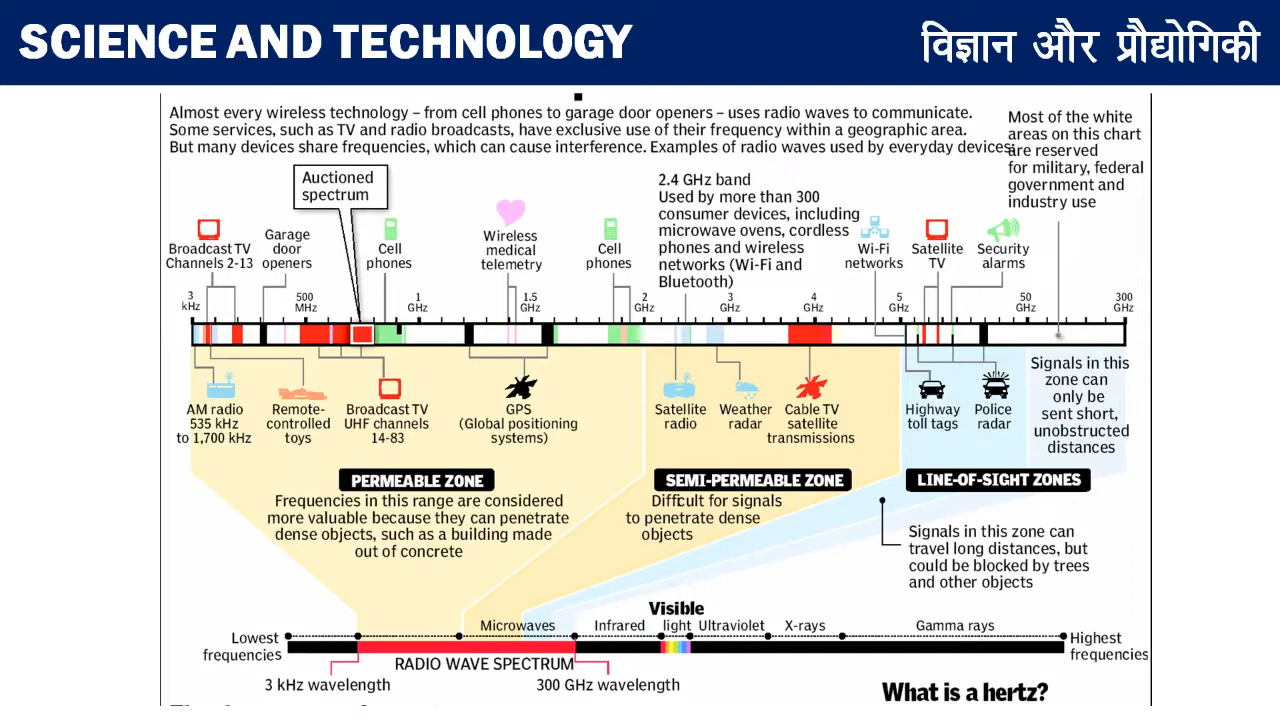 SCIENCE AND TECHNOLOGY
विज्ञान और प्रौद्योगिकी
Almost every wireless technology – from cell phones to garage door openers – uses radio waves to communicate.
Some services, such as TV and radio broadcasts, have exclusive use of their frequency within a geographic area.
But many devices share frequencies, which can cause interference. Examples of radio waves used by everyday devices:
Most of the white
areas on this chart
are reserved
for military, federal
government and
industry use
Auctioned
spectrum
2.4 GHz band
Used by more than 300
consumer devices, including
microwave ovens, cordless
phones and wireless
networks (Wi-Fi and
Bluetooth)
Broadcast TV
Channels 2-13
Garage
door
openers
Cell
phones
Wireless
medical
telemetry
Cell
phones
Wi-Fi
networks
Satellite
TV
Security
alarms
3
kHz
500
MHz
1
GHz
1.5
GHz
2
GHz
3
GHz
4
GHz
5
GHz
50
GHz
300
GHz
AM radio
535 kHz
to 1,700 kHz
Remote-
controlled
toys
Broadcast TV
UHF channels
14-83
GPS
(Global positioning
systems)
Satellite
radio
Weather
radar
Cable TV
satellite
transmissions
Highway
toll tags
Police
radar
Signals in this
zone can
only be
sent short,
unobstructed
distances
PERMEABLE ZONE
Frequencies in this range are considered
more valuable because they can penetrate
dense objects, such as a building made
out of concrete
SEMI-PERMEABLE ZONE
Difficult for signals
to penetrate dense
objects
LINE-OF-SIGHT ZONES
Signals in this zone can
travel long distances, but
could be blocked by trees
and other objects
Lowest
frequencies
Microwaves
Infrared
Visible
light
Ultraviolet
X-rays
Gamma rays
Highest
frequencies
RADIO WAVE SPECTRUM
3 kHz wavelength
300 GHz wavelength
What is a hertz?